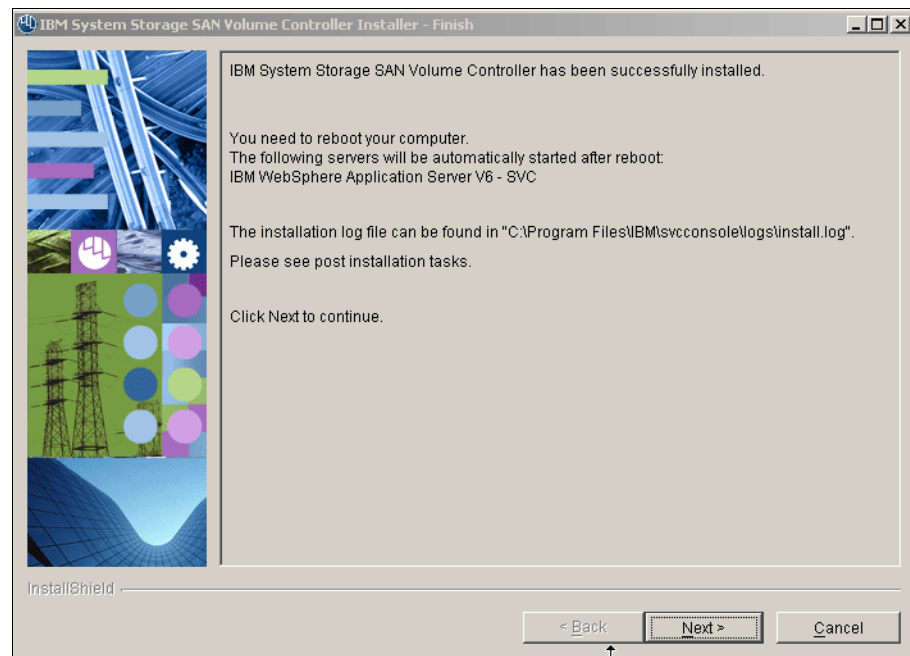 IBM System Storage SAN Volume Controller Installer - Finish
IBM System Storage SAN Volume Controller has been successfully installed.
You need to reboot your computer.
The following servers will be automatically started after reboot:
IBM WebSphere Application Server V6 - SVC
The installation log file can be found in "C:\Program Files\IBM\svcconsole\logs\install.log".
Please see post installation tasks.
Click Next to continue.
InstallShield
< Back
Next >
Cancel